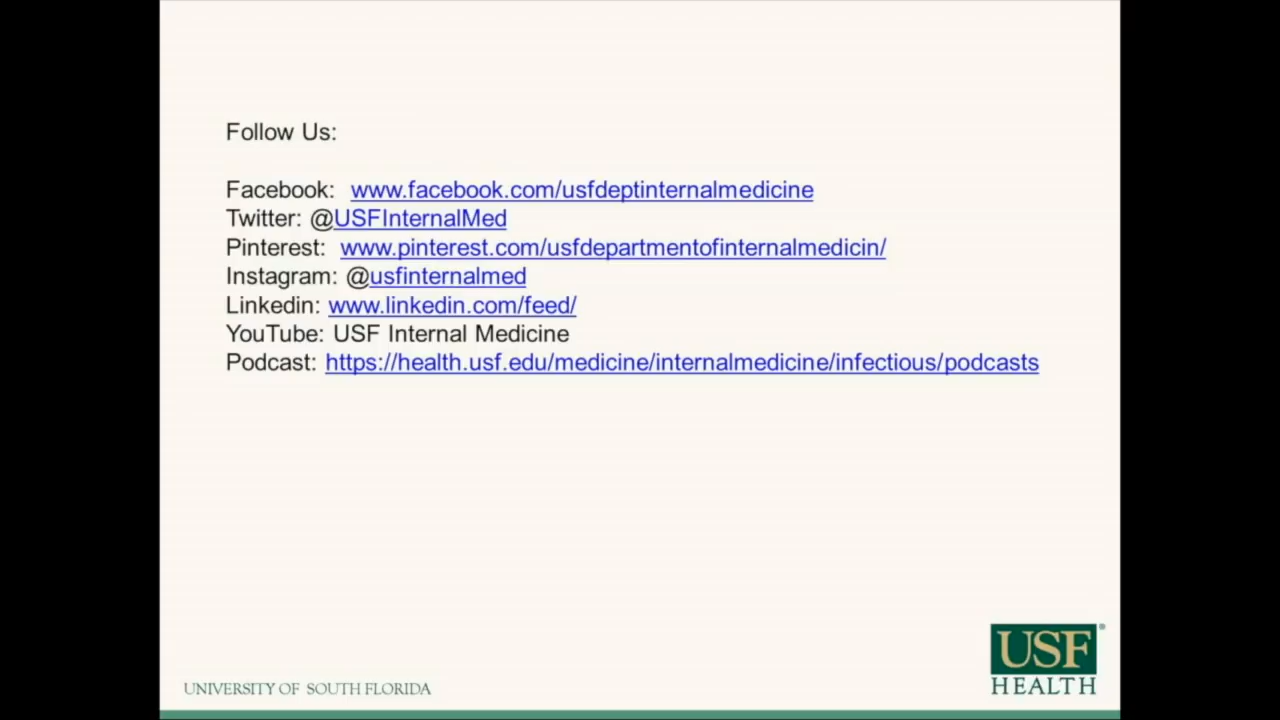 Follow Us:
Facebook: www.facebook.com/usfdeptinternalmedicine
Twitter: @USFInternalMed
Pinterest: www.pinterest.com/usfdepartmentofinternalmedicin/
Instagram: @usfinternalmed
Linkedin: www.linkedin.com/feed/
YouTube: USF Internal Medicine
Podcast: https://health.usf.edu/medicine/internalmedicine/infectious/podcasts
USF
HEALTH
UNIVERSITY OF SOUTH FLORIDA